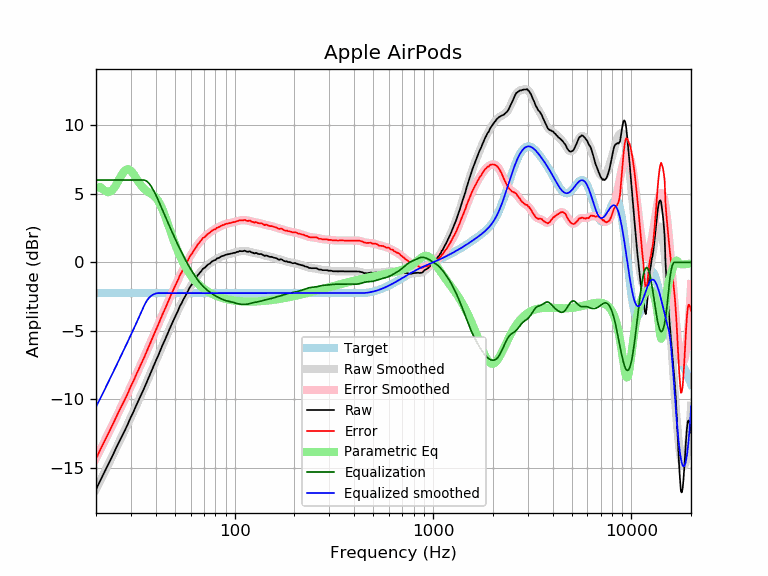 Apple AirPods
Amplitude (dBr)
10
5
0
−5
−10
−15
Target
Raw Smoothed
Error Smoothed
Raw
Error
Parametric Eq
Equalization
Equalized smoothed
100 1000 10000
Frequency (Hz)